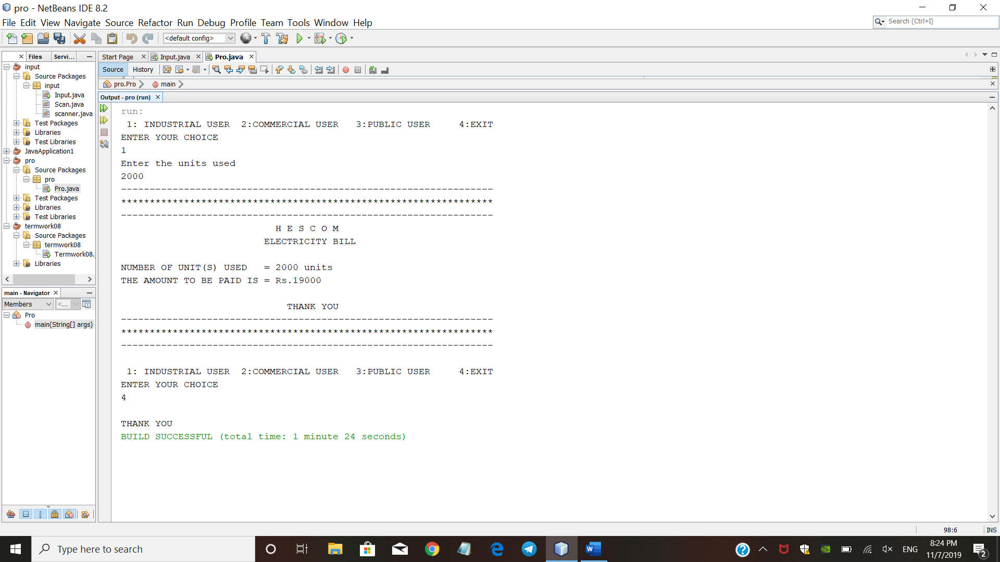 pro - NetBeans IDE 8.2
File Edit View Navigate Source Refactor Run Debug Profile Team Tools Window Help
Search (Ctrl+I)
<default config>
Files
Servi...
Start Page
Input.java
Pro.java
Source
History
pro.Pro
main
input
Source Packages
input
Input.java
Scan.java
scanner.java
Test Packages
Libraries
Test Libraries
JavaApplication1
pro
Source Packages
pro
Pro.java
Test Packages
Libraries
Test Libraries
termwork08
Source Packages
termwork08
Termwork08.
Libraries
main - Navigator
Members
<...
Pro
main(String[] args)
Output - pro (run)
run:
1: INDUSTRIAL USER  2:COMMERCIAL USER   3:PUBLIC USER     4:EXIT
ENTER YOUR CHOICE
1
Enter the units used
2000
-----------------------------------------------------------------
*****************************************************************
-----------------------------------------------------------------
H E S C O M
ELECTRICITY BILL
NUMBER OF UNIT(S) USED   = 2000 units
THE AMOUNT TO BE PAID IS = Rs.19000
THANK YOU
-----------------------------------------------------------------
*****************************************************************
-----------------------------------------------------------------
1: INDUSTRIAL USER  2:COMMERCIAL USER   3:PUBLIC USER     4:EXIT
ENTER YOUR CHOICE
4
THANK YOU
BUILD SUCCESSFUL (total time: 1 minute 24 seconds)
98:6
INS
Type here to search
ENG
8:24 PM
11/7/2019
2